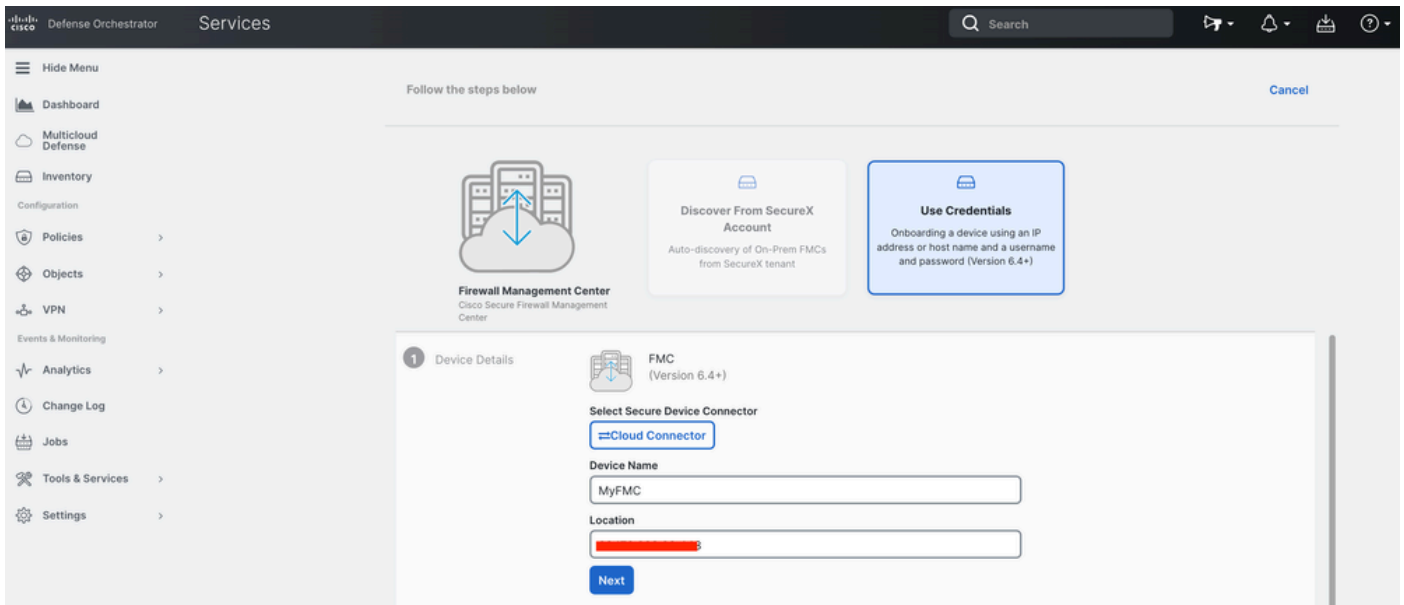 cisco Defense Orchestrator Services Search
Hide Menu
Dashboard
Multicloud
Defense
Inventory
Configuration
Policies
Objects
VPN
Events & Monitoring
Analytics
Change Log
Jobs
Tools & Services
Settings
Follow the steps below Cancel
Firewall Management Center
Cisco Secure Firewall Management
Center
Discover From SecureX
Account
Auto-discovery of On-Prem FMCs
from SecureX tenant
Use Credentials
Onboarding a device using an IP
address or host name and a username
and password (Version 6.4+)
1 Device Details
FMC
(Version 6.4+)
Select Secure Device Connector
Cloud Connector
Device Name
MyFMC
Location
Next